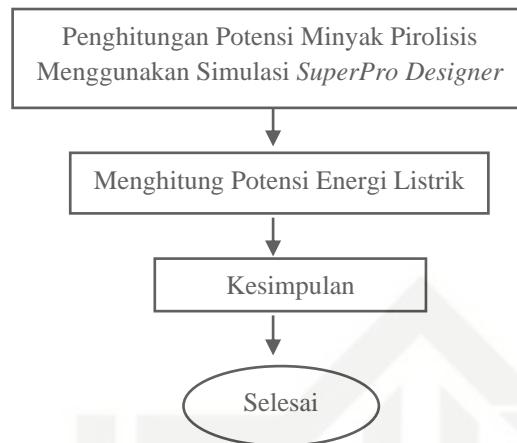 Penghitungan Potensi Minyak Pirolisis
Menggunakan Simulasi SuperPro Designer
Menghitung Potensi Energi Listrik
Kesimpulan
Selesai